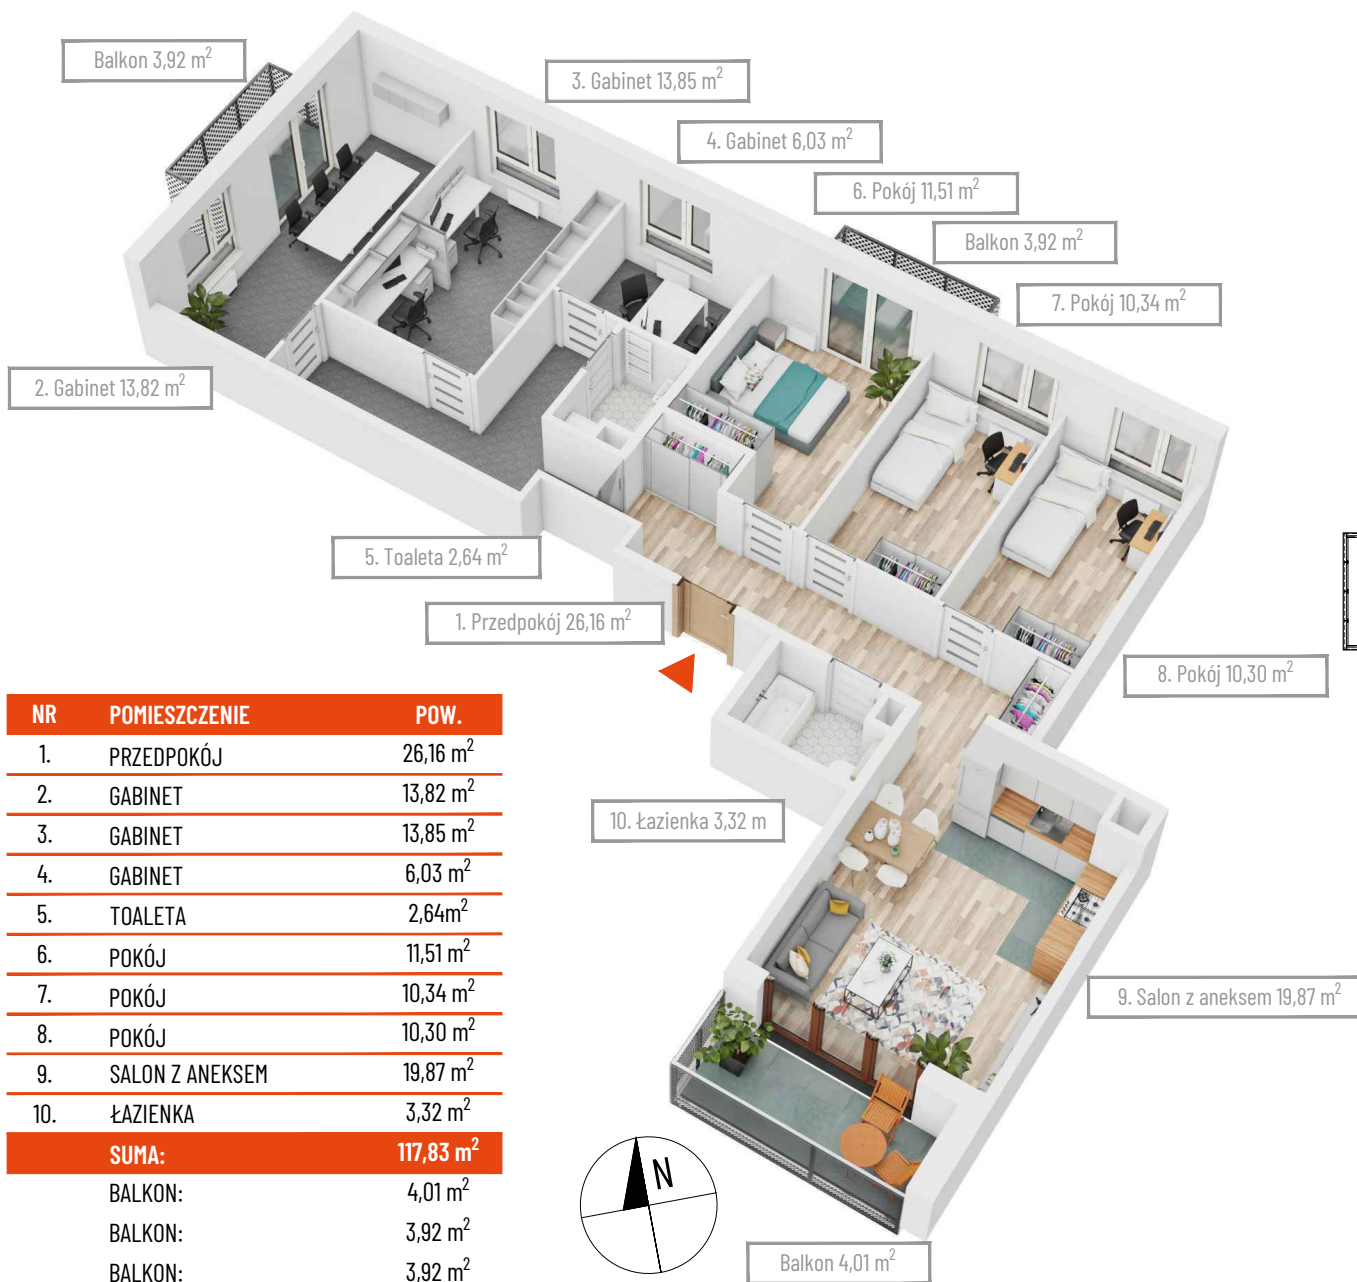 Balkon 3,92 m²
3. Gabinet 13,85 m²
4. Gabinet 6,03 m²
6. Pokój 11,51 m²
Balkon 3,92 m²
7. Pokój 10,34 m²
2. Gabinet 13,82 m²
5. Toaleta 2,64 m²
1. Przedpokój 26,16 m²
8. Pokój 10,30 m²
10. Łazienka 3,32 m
9. Salon z aneksem 19,87 m²
Balkon 4,01 m²
N
NR POMIESZCZENIE POW.
1. PRZEDPOKÓJ 26,16 m²
2. GABINET 13,82 m²
3. GABINET 13,85 m²
4. GABINET 6,03 m²
5. TOALETA 2,64m²
6. POKÓJ 11,51 m²
7. POKÓJ 10,34 m²
8. POKÓJ 10,30 m²
9. SALON Z ANEKSEM 19,87 m²
10. ŁAZIENKA 3,32 m²
SUMA: 117,83 m²
BALKON: 4,01 m²
BALKON: 3,92 m²
BALKON: 3,92 m²